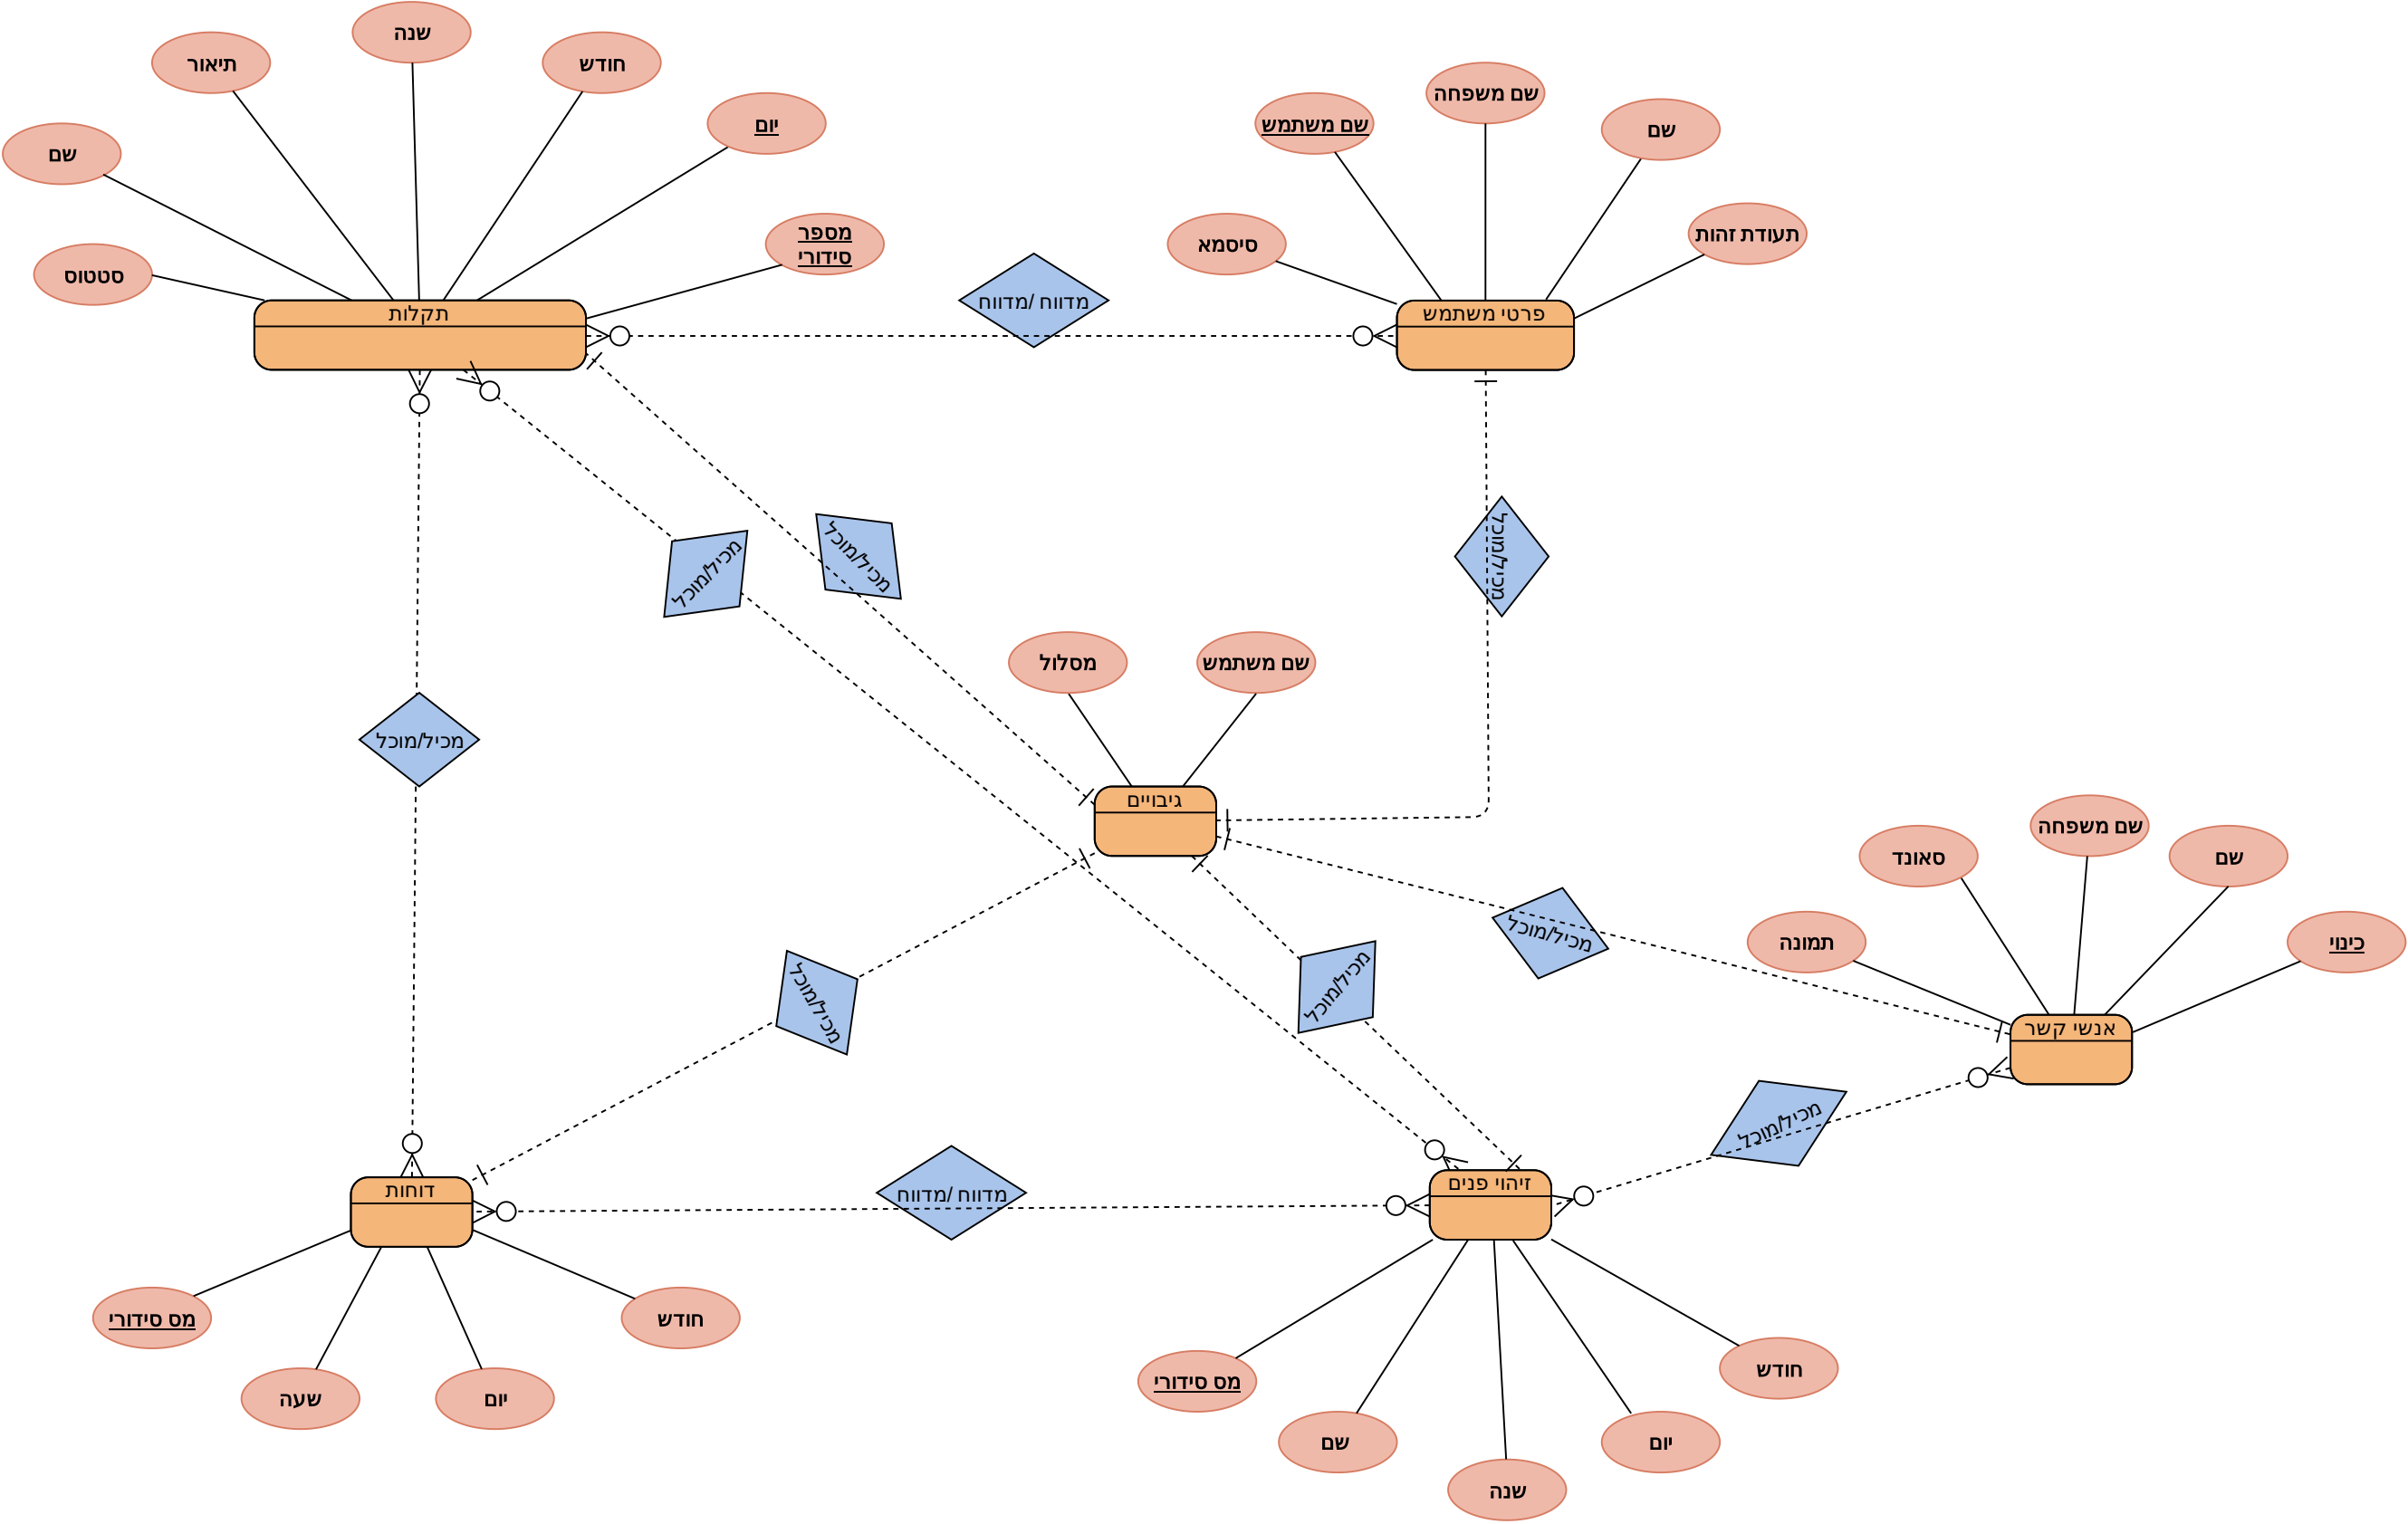 שנה
תיאור
חודש
יום
שם
מספר
סידורי
סטטוס
תקלות
שם משפחה
שם משתמש
שם
סיסמא
תעודת זהות
פרטי משתמש
מדווח /מדווח
מכיל/מוכל
מכיל/מוכל
מכיל/מוכל
מסלול
שם משתמש
גיבויים
מכיל/מוכל
שם משפחה
סאונד
שם
תמונה
כינוי
אנשי קשר
מכיל/מוכל
מכיל/מוכל
מכיל/מוכל
מכיל/מוכל
דוחות
מדווח /מדווח
זיהוי פנים
מס סידורי
חודש
שעה
יום
מס סידורי
חודש
שם
יום
שנה